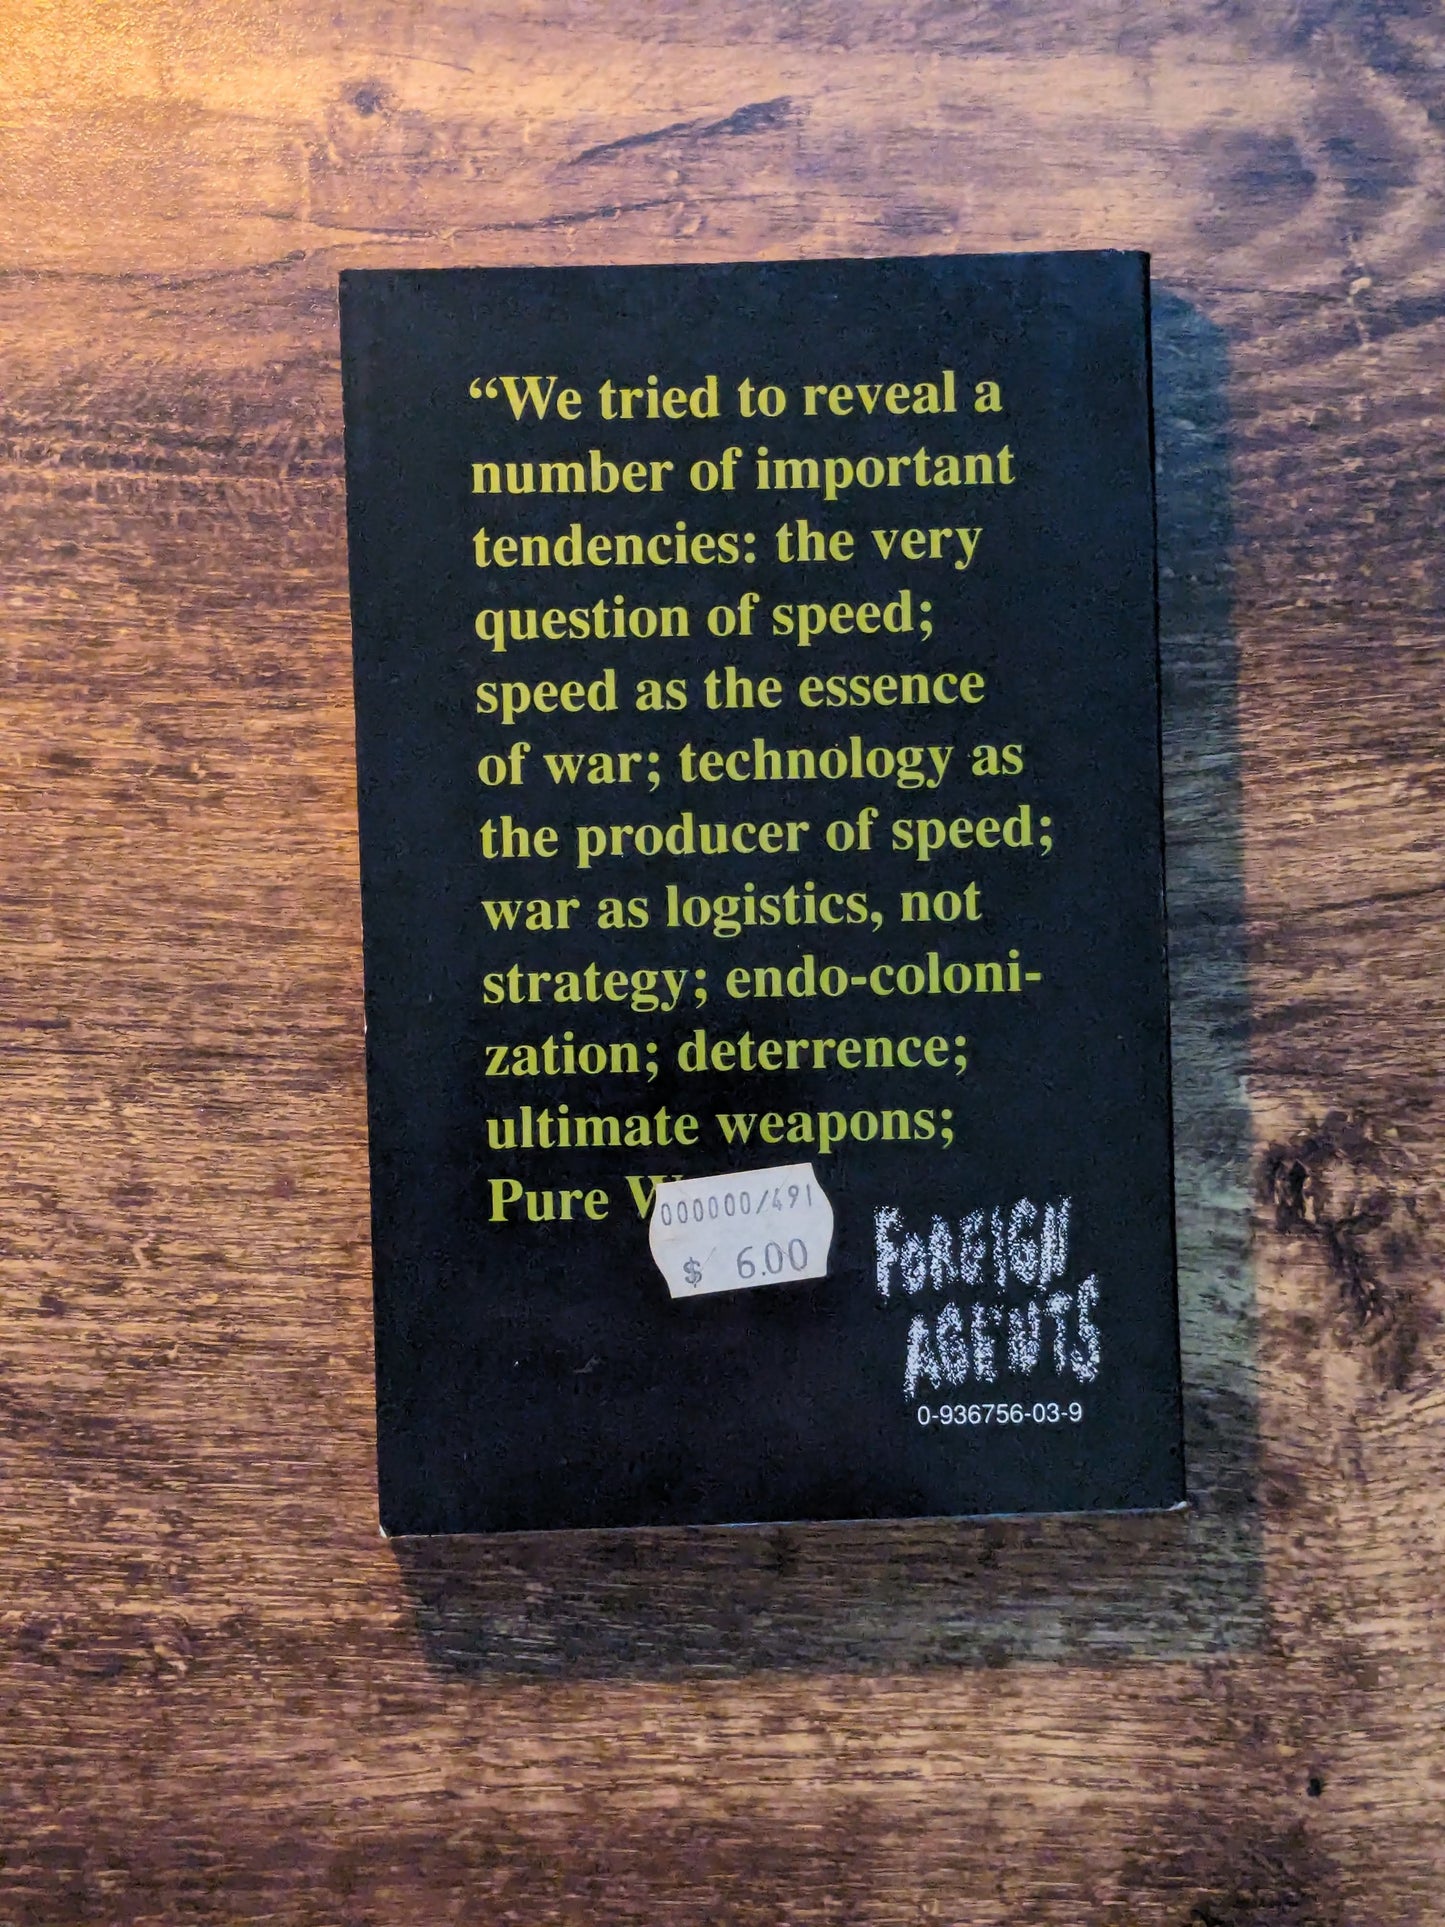 “We tried to reveal a
number of important
tendencies: the very
question of speed;
speed as the essence
of war; technology as
the producer of speed;
war as logistics, not
strategy; endo-coloni-
zation; deterrence;
ultimate weapons;
Pure
000000/491
$ 6.00
FOREIGN
AGENTS
0-936756-03-9